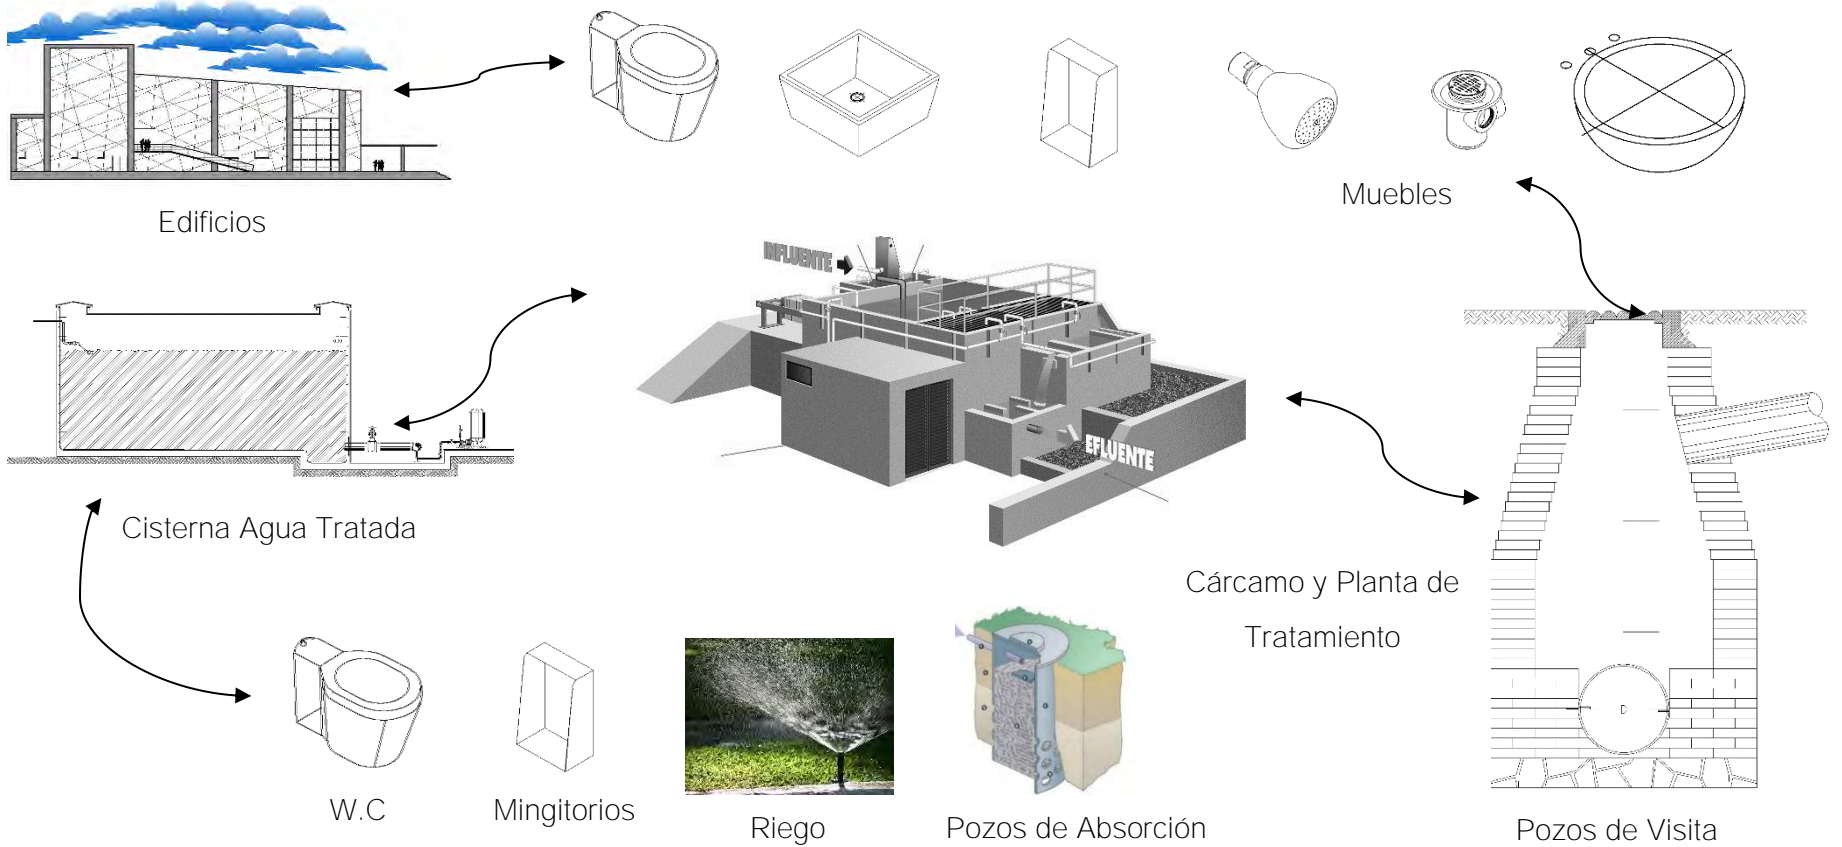 Edificios
Muebles
INFLUENTE
EFLUENTE
Cisterna Agua Tratada
Cárcamo y Planta de
Tratamiento
D
W.C
Mingitorios
Riego
Pozos de Absorción
Pozos de Visita